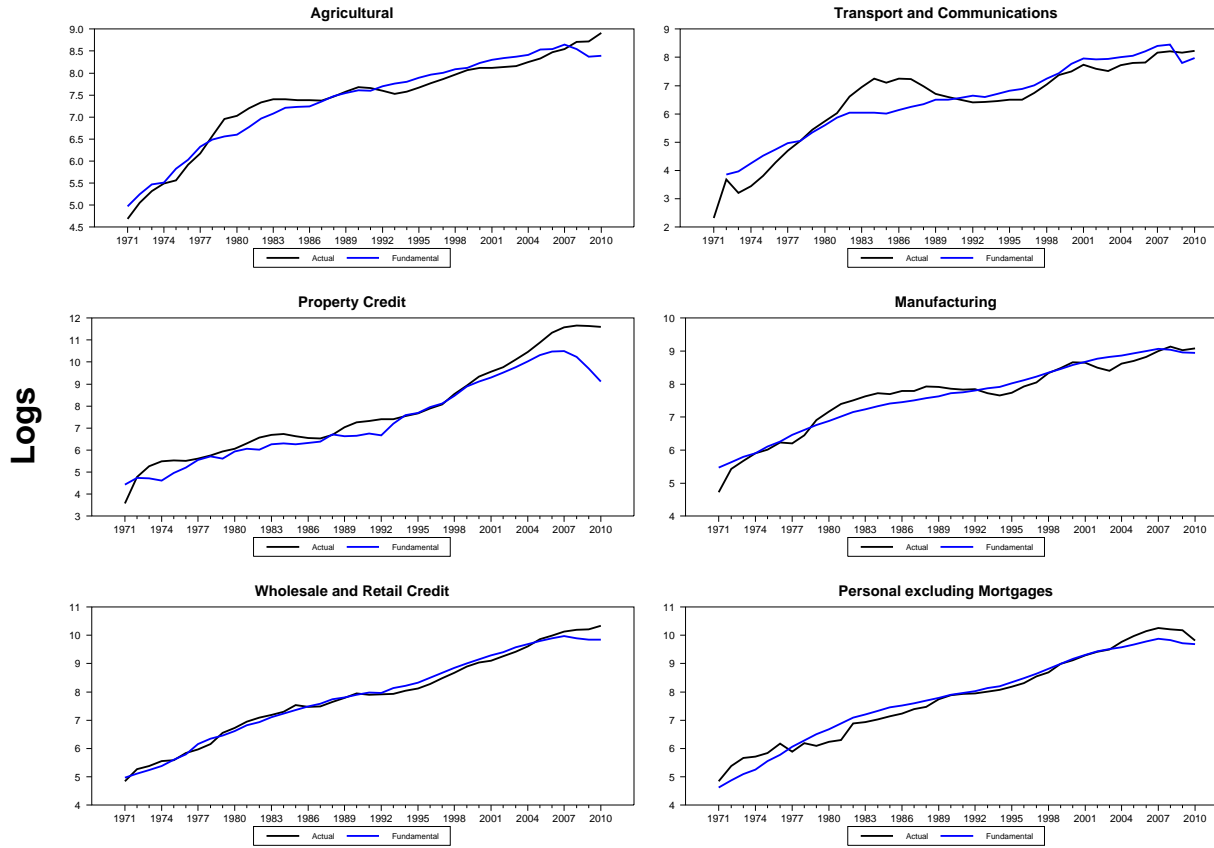 Logs
Agricultural
9.0
8.5
8.0
7.5
7.0
6.5
6.0
5.5
5.0
4.5
1971 1974 1977 1980 1983 1986 1989 1992 1995 1998 2001 2004 2007 2010
Actual Fundamental
Transport and Communications
9
8
7
6
5
4
3
2
1971 1974 1977 1980 1983 1986 1989 1992 1995 1998 2001 2004 2007 2010
Actual Fundamental
Property Credit
12
11
10
9
8
7
6
5
4
3
1971 1974 1977 1980 1983 1986 1989 1992 1995 1998 2001 2004 2007 2010
Actual Fundamental
Manufacturing
10
9
8
7
6
5
4
1971 1974 1977 1980 1983 1986 1989 1992 1995 1998 2001 2004 2007 2010
Actual Fundamental
Wholesale and Retail Credit
11
10
9
8
7
6
5
4
1971 1974 1977 1980 1983 1986 1989 1992 1995 1998 2001 2004 2007 2010
Actual Fundamental
Personal excluding Mortgages
11
10
9
8
7
6
5
4
1971 1974 1977 1980 1983 1986 1989 1992 1995 1998 2001 2004 2007 2010
Actual Fundamental